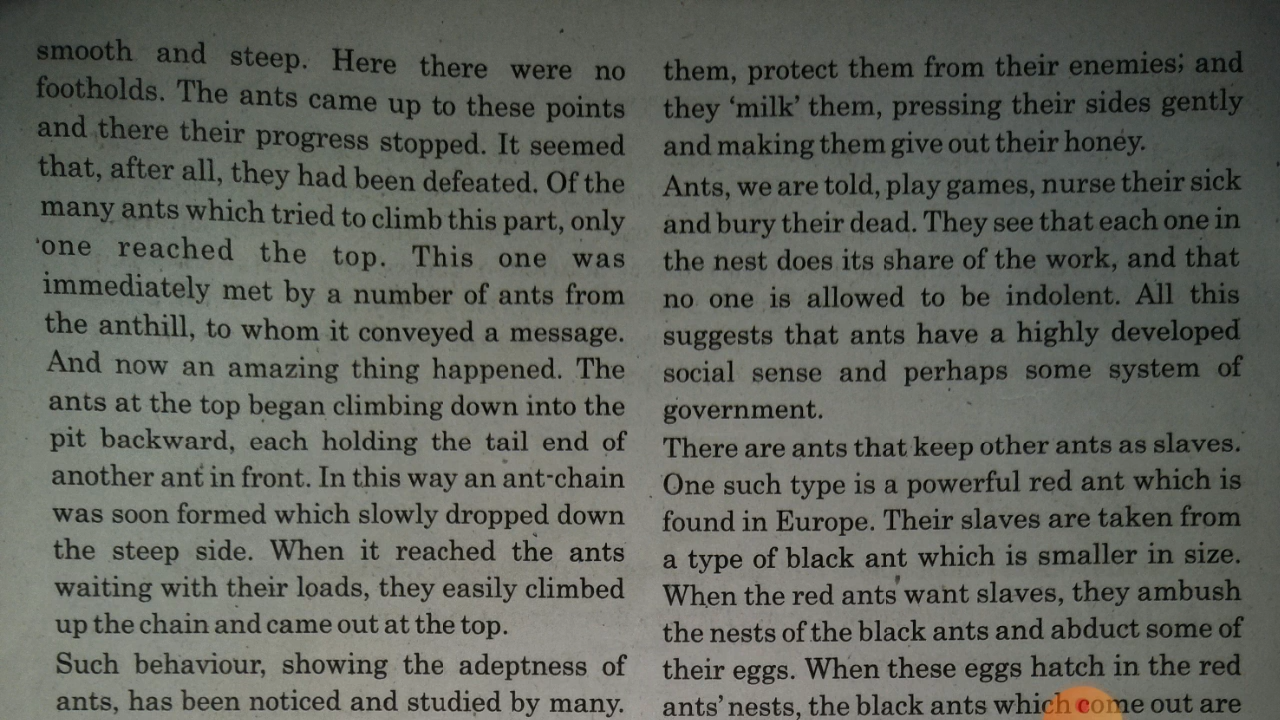 smooth and steep. Here there were no
footholds. The ants came up to these points
and there their progress stopped. It seemed
that, after all, they had been defeated. Of the
many ants which tried to climb this part, only
one reached the top. This one was
immediately met by a number of ants from
the anthill, to whom it conveyed a message.
And now an amazing thing happened. The
ants at the top began climbing down into the
pit backward, each holding the tail end of
another ant in front. In this way an ant-chain
was soon formed which slowly dropped down
the steep side. When it reached the ants
waiting with their loads, they easily climbed
up the chain and came out at the top.
Such behaviour, showing the adeptness of
ants, has been noticed and studied by many.
them, protect them from their enemies; and
they ‘milk’ them, pressing their sides gently
and making them give out their honey.
Ants, we are told, play games, nurse their sick
and bury their dead. They see that each one in
the nest does its share of the work, and that
no one is allowed to be indolent. All this
suggests that ants have a highly developed
social sense and perhaps some system of
government.
There are ants that keep other ants as slaves.
One such type is a powerful red ant which is
found in Europe. Their slaves are taken from
a type of black ant which is smaller in size.
When the red ants want slaves, they ambush
the nests of the black ants and abduct some of
their eggs. When these eggs hatch in the red
ants’ nests, the black ants which come out are